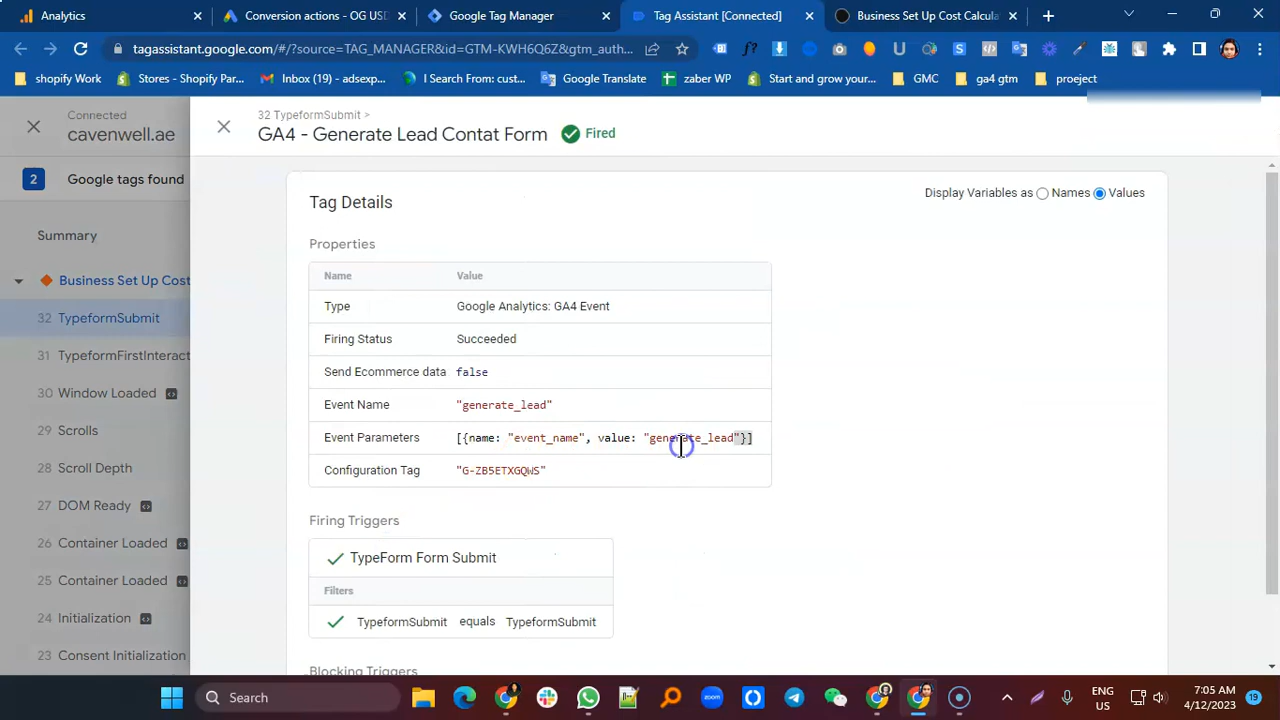 Analytics
Conversion actions - OG USD
Google Tag Manager
Tag Assistant [Connected]
Business Set Up Cost Calcula
tagassistant.google.com/#/?source=TAG_MANAGER&id=GTM-KWH6Q6Z&gtm_auth...
shopify Work
Stores - Shopify Par...
Inbox (19) - adsexp...
I Search From: cust...
Google Translate
zaber WP
Start and grow your...
GMC
ga4 gtm
proeject
Connected
cavenwell.ae
2 Google tags found
Summary
Business Set Up Cost
32 TypeformSubmit
31 TypeformFirstInteract
30 Window Loaded
29 Scrolls
28 Scroll Depth
27 DOM Ready
26 Container Loaded
25 Container Loaded
24 Initialization
23 Consent Initialization
32 TypeformSubmit >
GA4 - Generate Lead Contat Form Fired
Tag Details
Display Variables as Names Values
Properties
Name Value
Type Google Analytics: GA4 Event
Firing Status Succeeded
Send Ecommerce data false
Event Name "generate_lead"
Event Parameters [{name: "event_name", value: "generate_lead"}]
Configuration Tag "G-ZB5ETXGQWS"
Firing Triggers
TypeForm Form Submit
Filters
TypeformSubmit equals TypeformSubmit
Blocking Triggers
Search
zoom
ENG
US
7:05 AM
4/12/2023
19